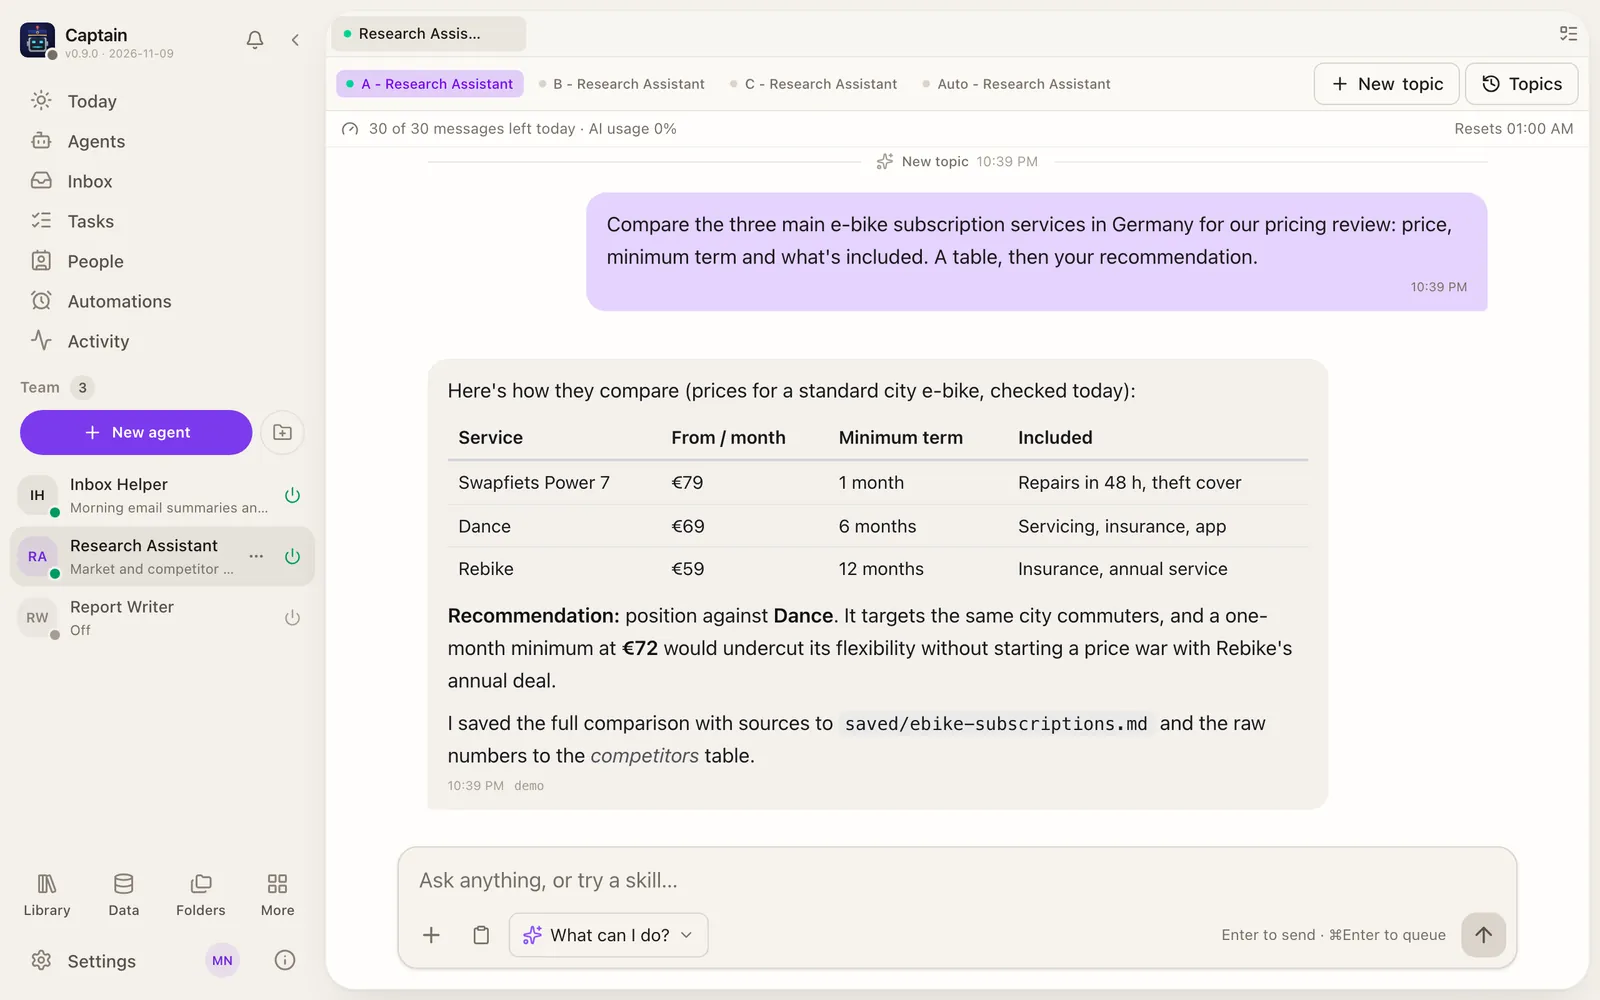 Captain
v0.9.0 · 2026-11-09
Today
Agents
Inbox
Tasks
People
Automations
Activity
Team 3
+ New agent
IH
Inbox Helper
Morning email summaries an...
RA
Research Assistant
Market and competitor ...
RW
Report Writer
Off
Library Data Folders More
Settings MN
Research Assis...
A - Research Assistant B - Research Assistant C - Research Assistant Auto - Research Assistant + New topic Topics
30 of 30 messages left today · AI usage 0% Resets 01:00 AM
New topic 10:39 PM
Compare the three main e-bike subscription services in Germany for our pricing review: price,
minimum term and what's included. A table, then your recommendation.
10:39 PM
Here's how they compare (prices for a standard city e-bike, checked today):
Service From / month Minimum term Included
Swapfiets Power 7 €79 1 month Repairs in 48 h, theft cover
Dance €69 6 months Servicing, insurance, app
Rebike €59 12 months Insurance, annual service
Recommendation: position against Dance. It targets the same city commuters, and a one-
month minimum at €72 would undercut its flexibility without starting a price war with Rebike's
annual deal.
I saved the full comparison with sources to saved/ebike-subscriptions.md and the raw
numbers to the competitors table.
10:39 PM demo
Ask anything, or try a skill...
What can I do? Enter to send · ⌘Enter to queue